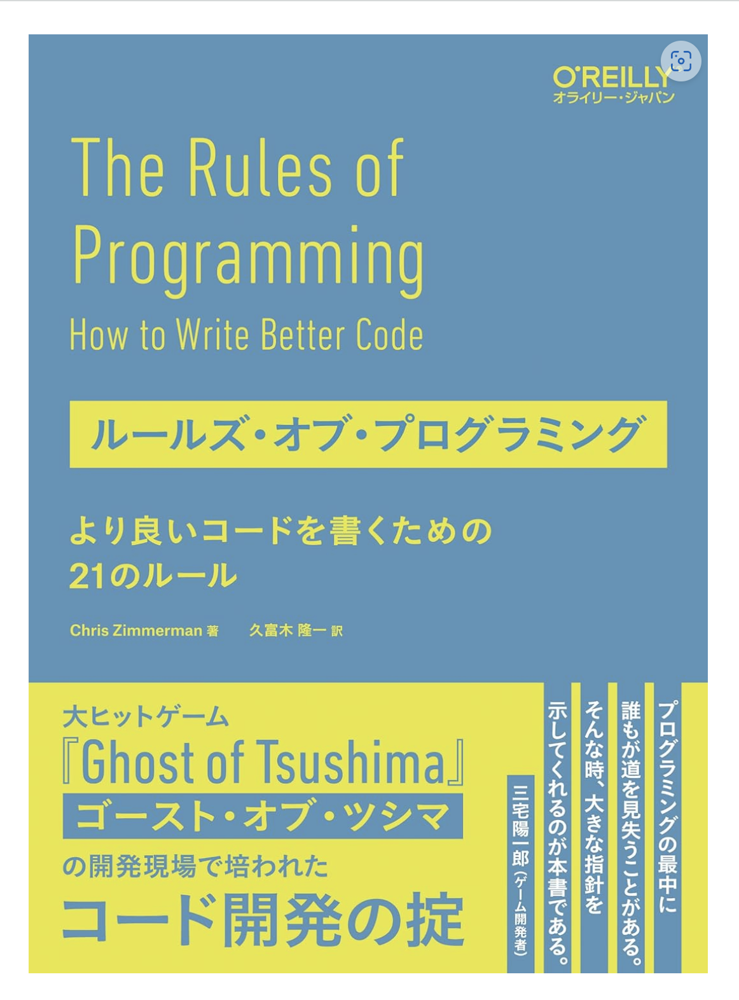 O'REILLY
オライリー・ジャパン
The Rules of
Programming
How to Write Better Code
ルールズ・オブ・プログラミング
より良いコードを書くための
21のルール
Chris Zimmerman 著 久富木 隆一 訳
大ヒットゲーム
『Ghost of Tsushima』
ゴースト・オブ・ツシマ
の開発現場で培われた
コード開発の掟
プログラミングの最中に
誰もが道を見失うことがある。
そんな時、大きな指針を
示してくれるのが本書である。
三宅陽一郎（ゲーム開発者）